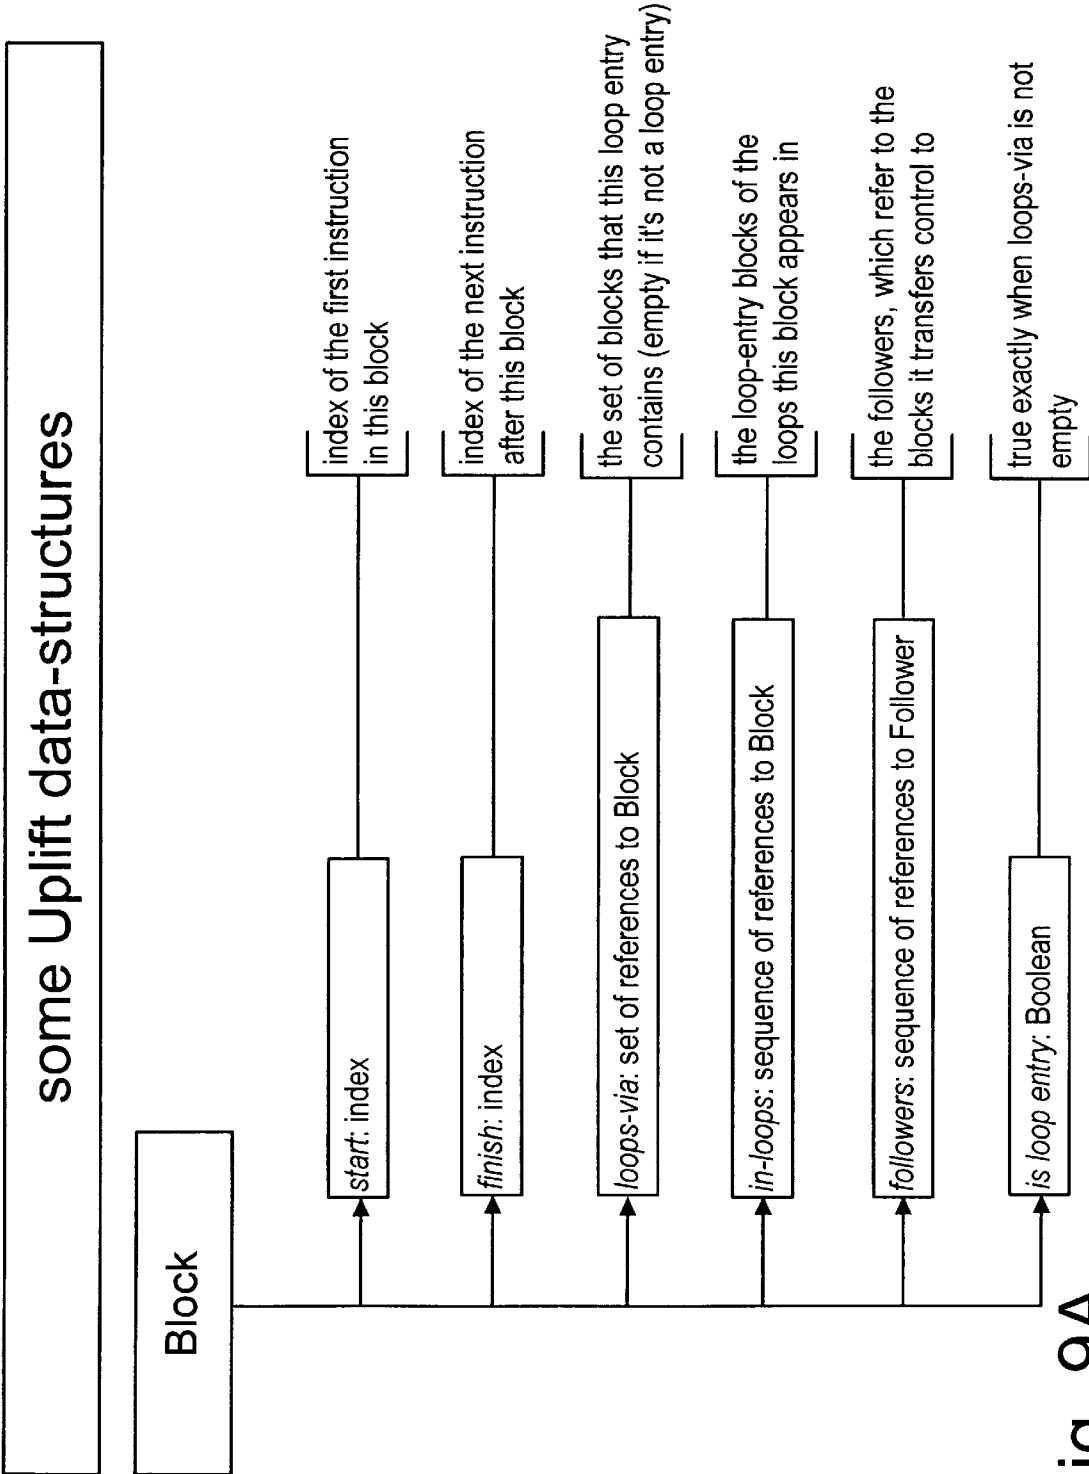 some Uplift data-structures
Block
start: index
index of the first instruction
in this block
finish: index
index of the next instruction
after this block
loops-via: set of references to Block
the set of blocks that this loop entry
contains (empty if it's not a loop entry)
in-loops: sequence of references to Block
the loop-entry blocks of the
loops this block appears in
followers: sequence of references to Follower
the followers, which refer to the
blocks it transfers control to
is loop entry: Boolean
true exactly when loops-via is not
empty
ig. 9A